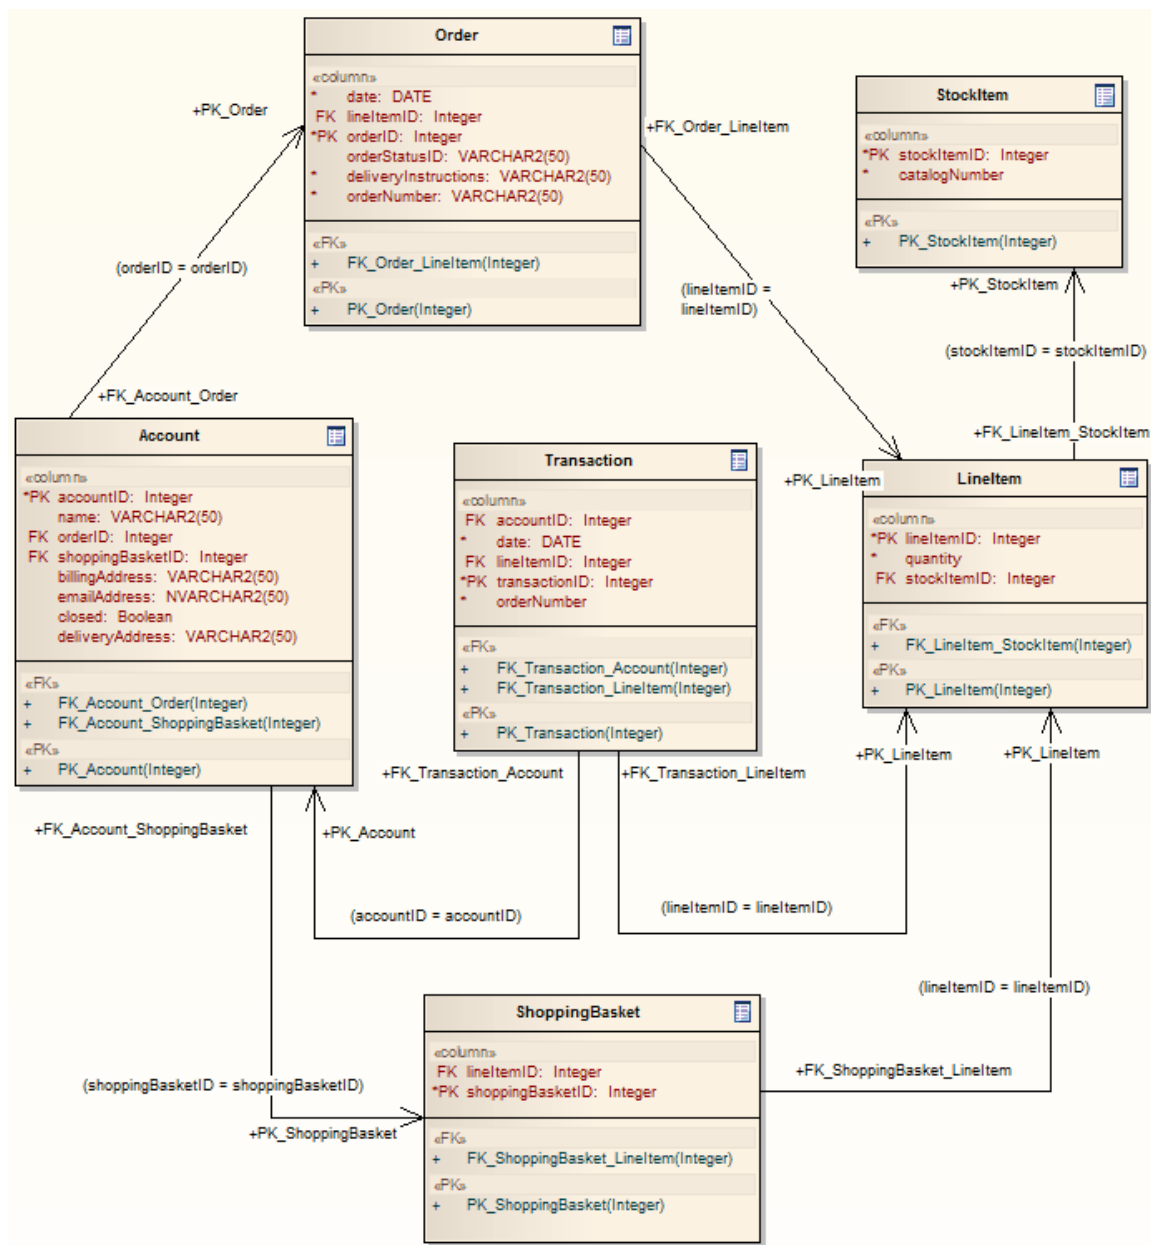 Order
«column»
* date: DATE
FK lineItemID: Integer
*PK orderID: Integer
orderStatusID: VARCHAR2(50)
* deliveryInstructions: VARCHAR2(50)
* orderNumber: VARCHAR2(50)
«FK»
+ FK_Order_LineItem(Integer)
«PK»
+ PK_Order(Integer)
+PK_Order
+FK_Order_LineItem
StockItem
«column»
*PK stockItemID: Integer
* catalogNumber
«PK»
+ PK_StockItem(Integer)
+PK_StockItem
(orderID = orderID)
(lineItemID =
lineItemID)
(stockItemID = stockItemID)
+FK_Account_Order
+FK_LineItem_StockItem
Account
«column»
*PK accountID: Integer
name: VARCHAR2(50)
FK orderID: Integer
FK shoppingBasketID: Integer
billingAddress: VARCHAR2(50)
emailAddress: NVARCHAR2(50)
closed: Boolean
deliveryAddress: VARCHAR2(50)
«FK»
+ FK_Account_Order(Integer)
+ FK_Account_ShoppingBasket(Integer)
«PK»
+ PK_Account(Integer)
Transaction
«column»
FK accountID: Integer
* date: DATE
FK lineItemID: Integer
*PK transactionID: Integer
* orderNumber
«FK»
+ FK_Transaction_Account(Integer)
+ FK_Transaction_LineItem(Integer)
«PK»
+ PK_Transaction(Integer)
+PK_LineItem
LineItem
«column»
*PK lineItemID: Integer
* quantity
FK stockItemID: Integer
«FK»
+ FK_LineItem_StockItem(Integer)
«PK»
+ PK_LineItem(Integer)
+FK_Transaction_Account
+FK_Transaction_LineItem
+PK_LineItem
+PK_LineItem
+FK_Account_ShoppingBasket
+PK_Account
(accountID = accountID)
(lineItemID = lineItemID)
(lineItemID = lineItemID)
ShoppingBasket
«column»
FK lineItemID: Integer
*PK shoppingBasketID: Integer
«FK»
+ FK_ShoppingBasket_LineItem(Integer)
«PK»
+ PK_ShoppingBasket(Integer)
(shoppingBasketID = shoppingBasketID)
+PK_ShoppingBasket
+FK_ShoppingBasket_LineItem